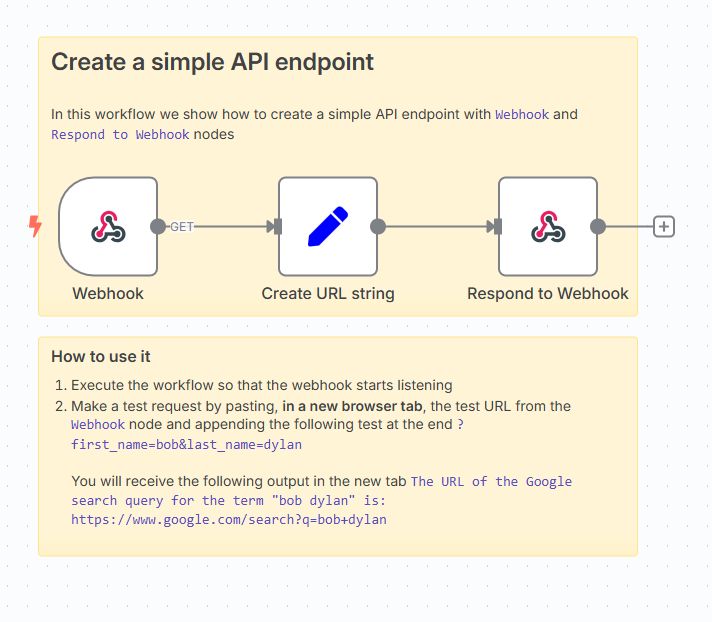 Create a simple API endpoint
In this workflow we show how to create a simple API endpoint with Webhook and
Respond to Webhook nodes
GET
Webhook
Create URL string
Respond to Webhook
How to use it
1. Execute the workflow so that the webhook starts listening
2. Make a test request by pasting, in a new browser tab, the test URL from the
Webhook node and appending the following test at the end ?
first_name=bob&last_name=dylan
You will receive the following output in the new tab The URL of the Google
search query for the term "bob dylan" is:
https://www.google.com/search?q=bob+dylan